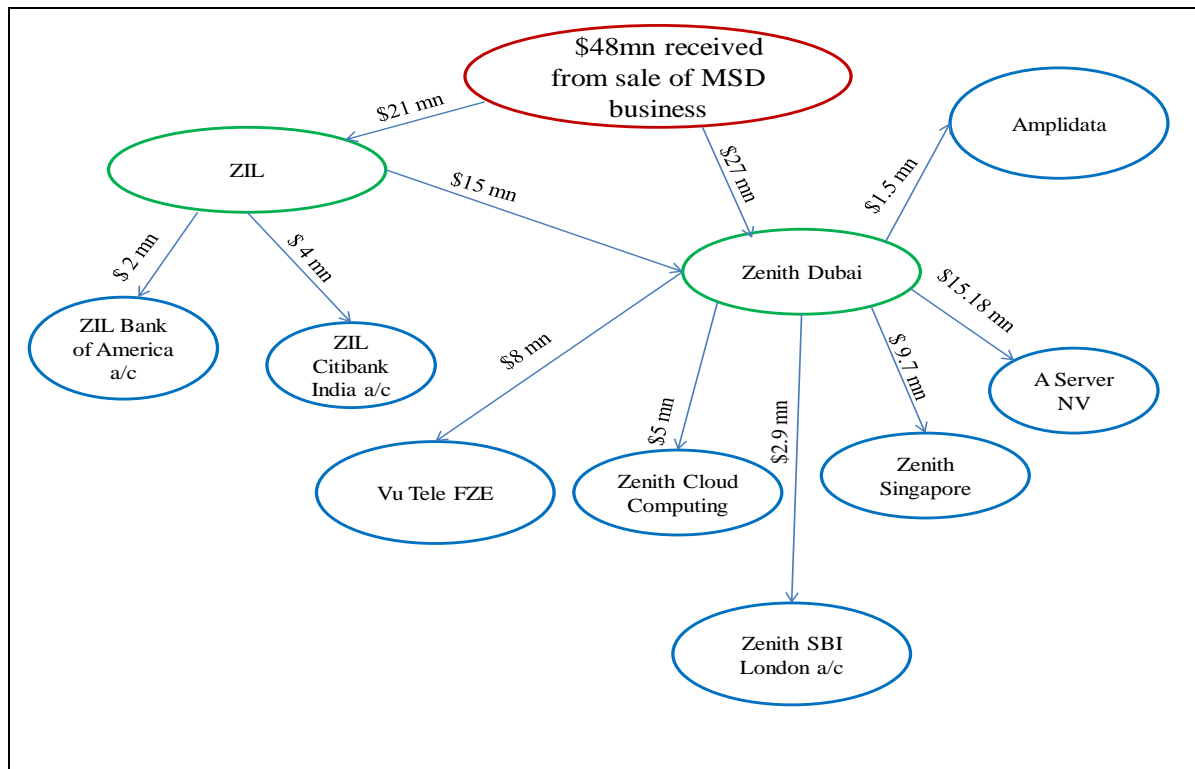 $48mn received
from sale of MSD
business
$21 mn
$27 mn
Amplidata
ZIL
$15 mn
$1.5 mn
Zenith Dubai
$ 2 mn
$ 4 mn
$15.18 mn
ZIL Bank
of America
a/c
ZIL
Citibank
India a/c
$8 mn
$5 mn
$2.9 mn
$ 9.7 mn
A Server
NV
Vu Tele FZE
Zenith Cloud
Computing
Zenith
Singapore
Zenith SBI
London a/c